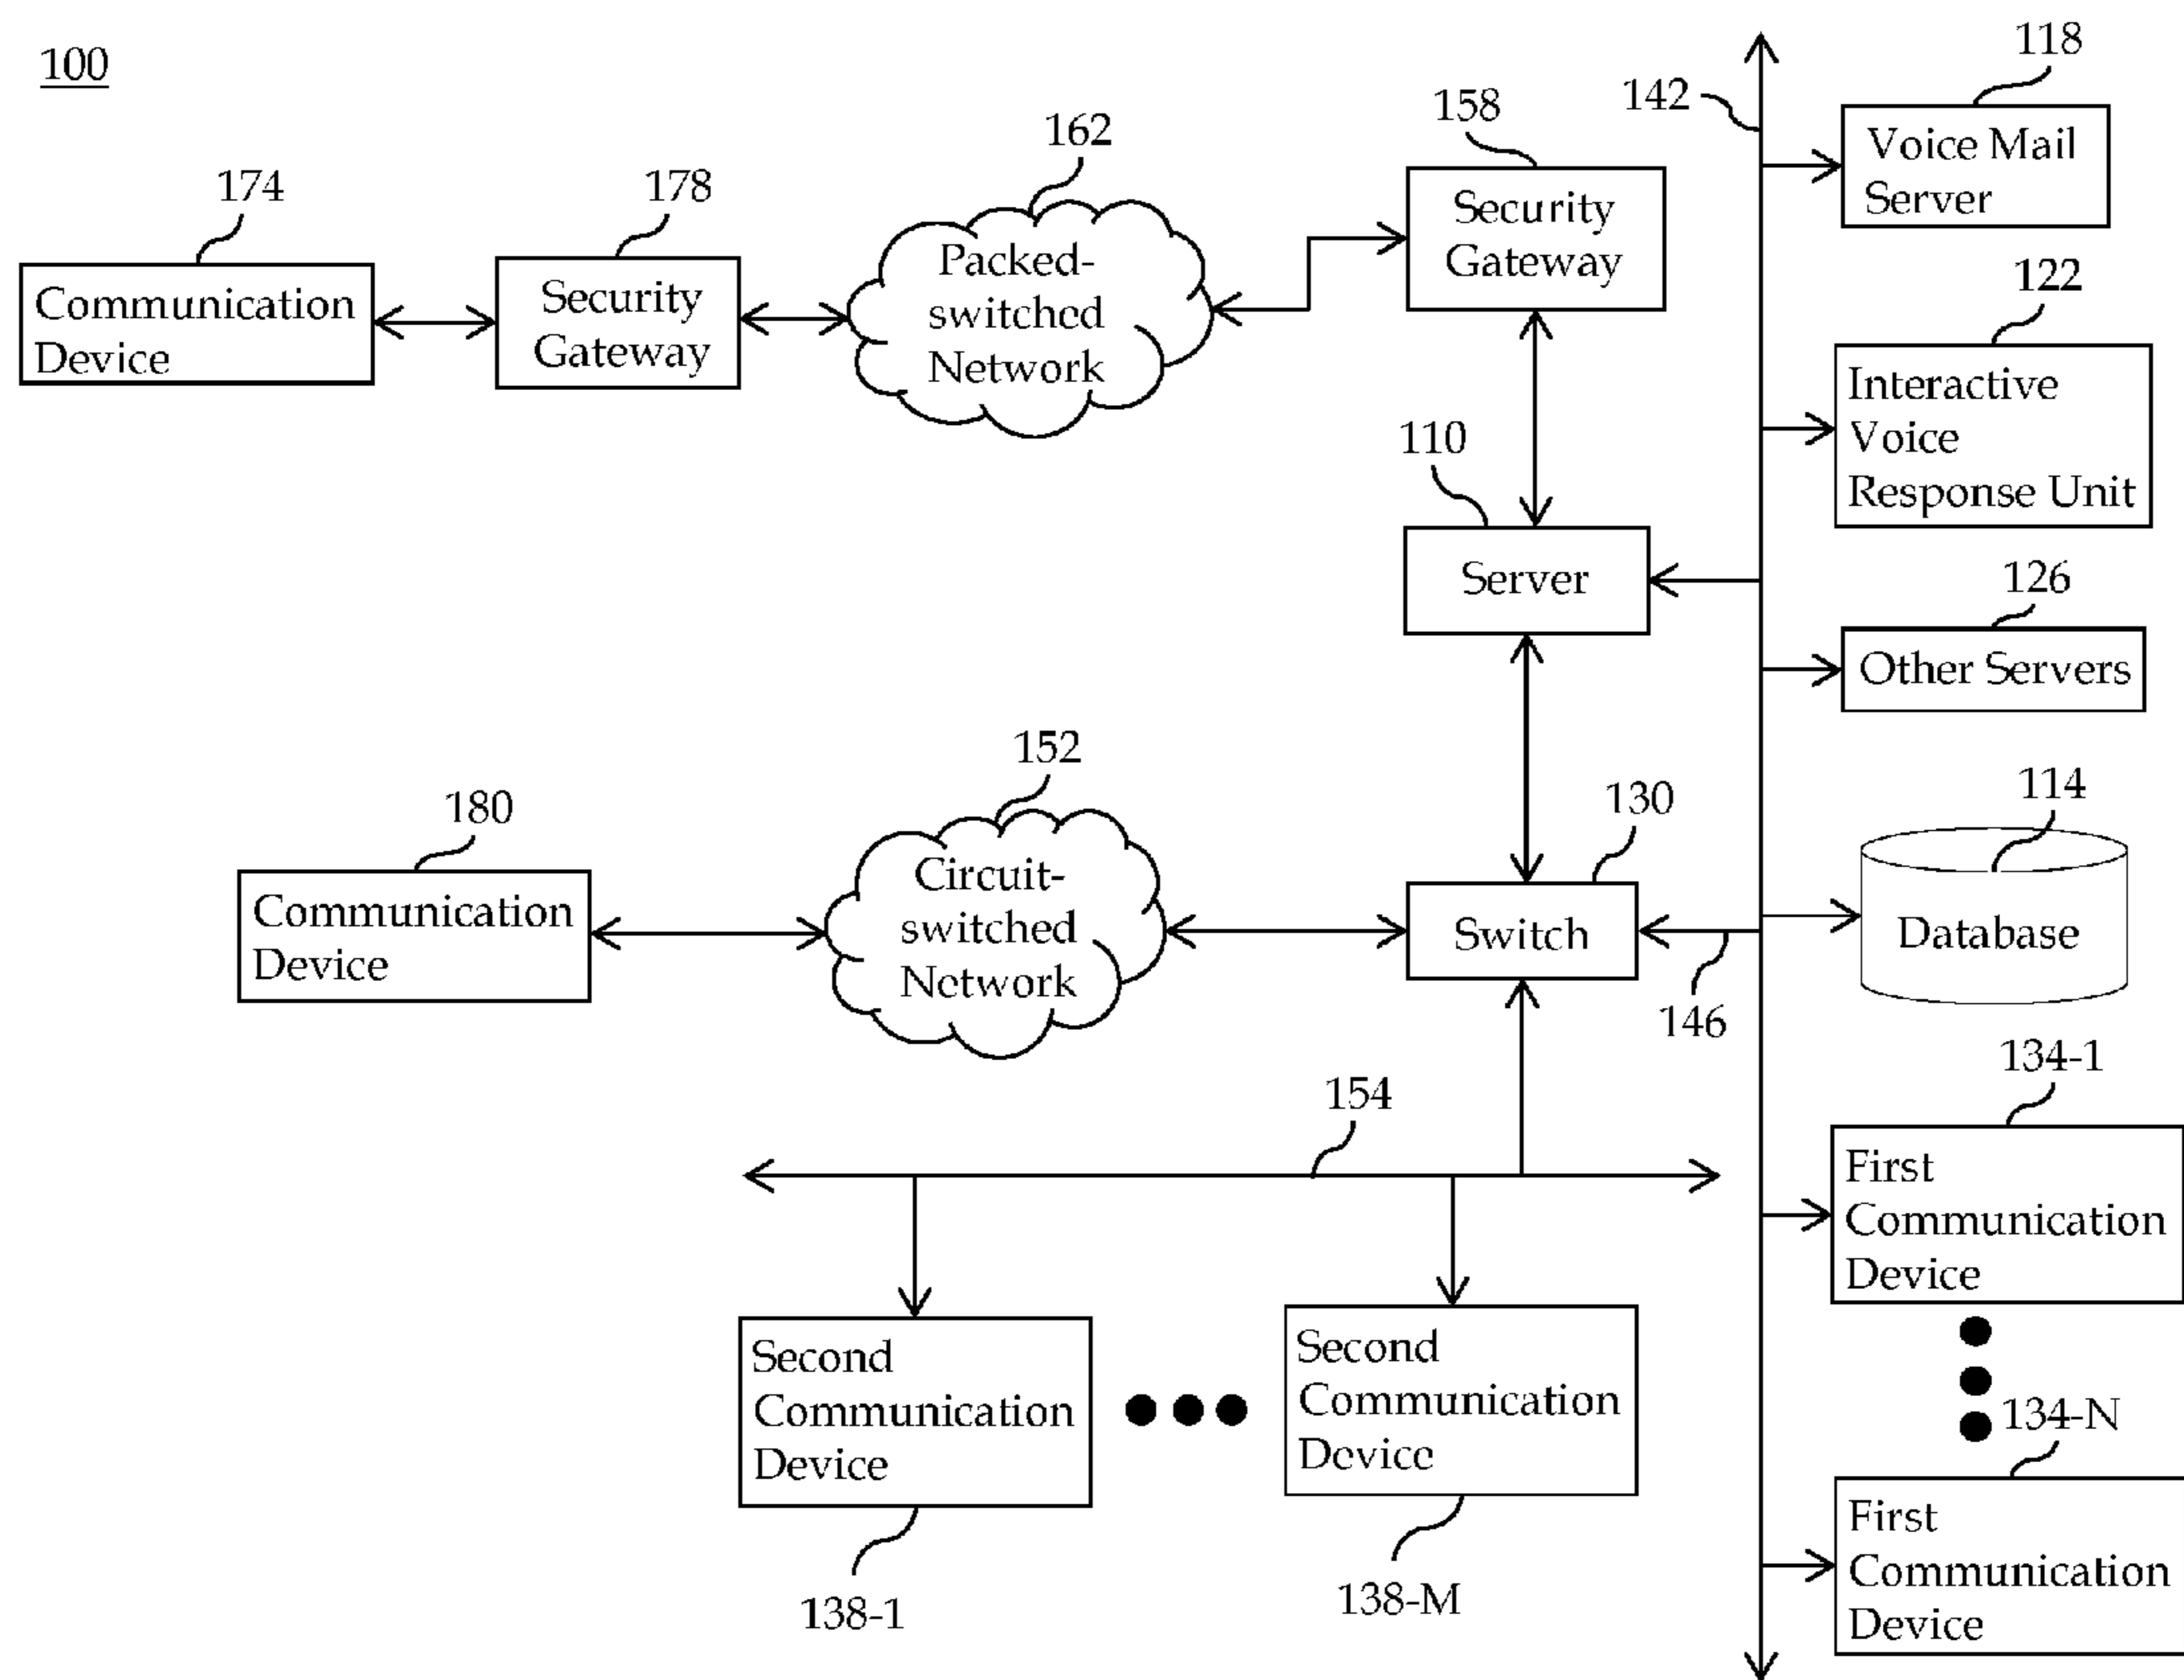 100
118
142
158
162
174
178
Voice Mail
Server
Security
Gateway
Packed-
switched
Network
Security
Gateway
Communication
Device
122
Interactive
Voice
Response Unit
110
Server
126
Other Servers
152
114
130
180
Circuit-
switched
Network
Communication
Device
Switch
Database
146
134-1
154
First
Communication
Device
Second
Communication
Device
Second
Communication
Device
134-N
First
Communication
Device
138-1
138-M